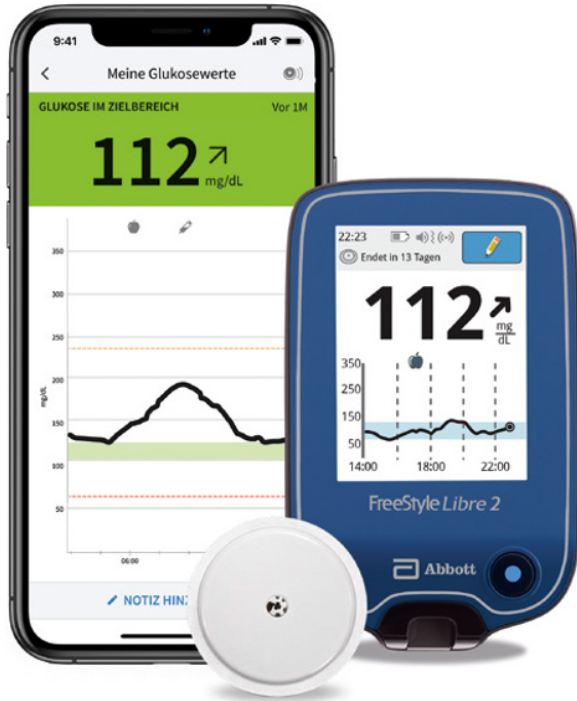 9:41
Meine Glukosewerte
GLUKOSE IM ZIELBEREICH Vor 1M
112 mg/dL
350
300
250
200
150
100
50
mg/dL
06:00
NOTIZ HINZ
22:23
Endet in 13 Tagen
112 mg/dL
350
250
150
50
14:00 18:00 22:00
FreeStyle Libre 2
Abbott